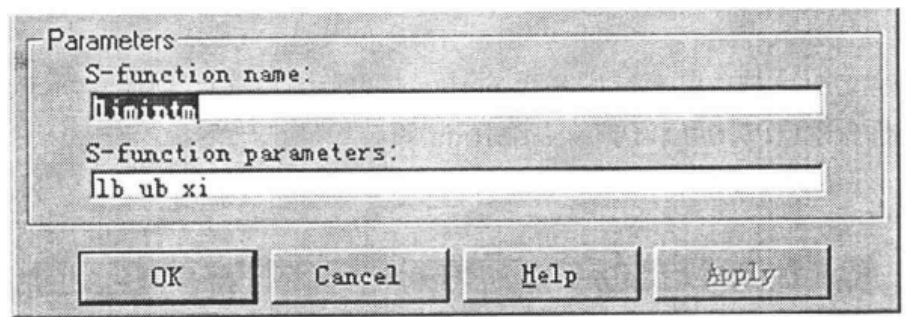 Parameters
S-function name:
limintm
S-function parameters:
lb ub xi
OK Cancel Help Apply